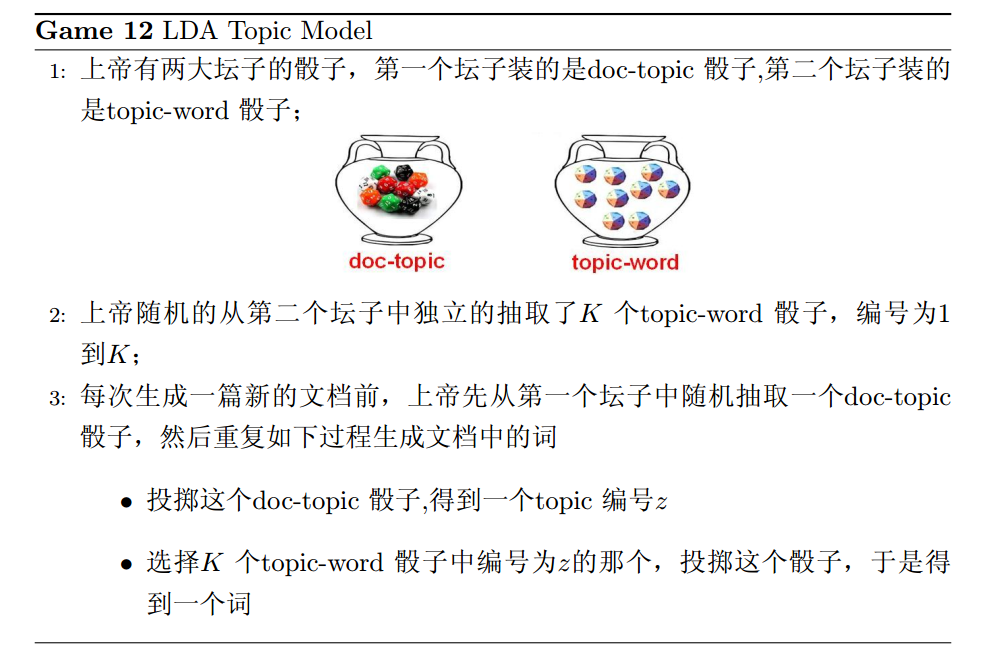 Game 12 LDA Topic Model
1: 上帝有两大坛子的骰子，第一个坛子装的是doc-topic 骰子,第二个坛子装的
是topic-word 骰子；
doc-topic topic-word
2: 上帝随机的从第二个坛子中独立的抽取了K 个topic-word 骰子，编号为1
到K；
3: 每次生成一篇新的文档前，上帝先从第一个坛子中随机抽取一个doc-topic
骰子，然后重复如下过程生成文档中的词
• 投掷这个doc-topic 骰子,得到一个topic 编号z
• 选择K 个topic-word 骰子中编号为z的那个，投掷这个骰子，于是得
到一个词